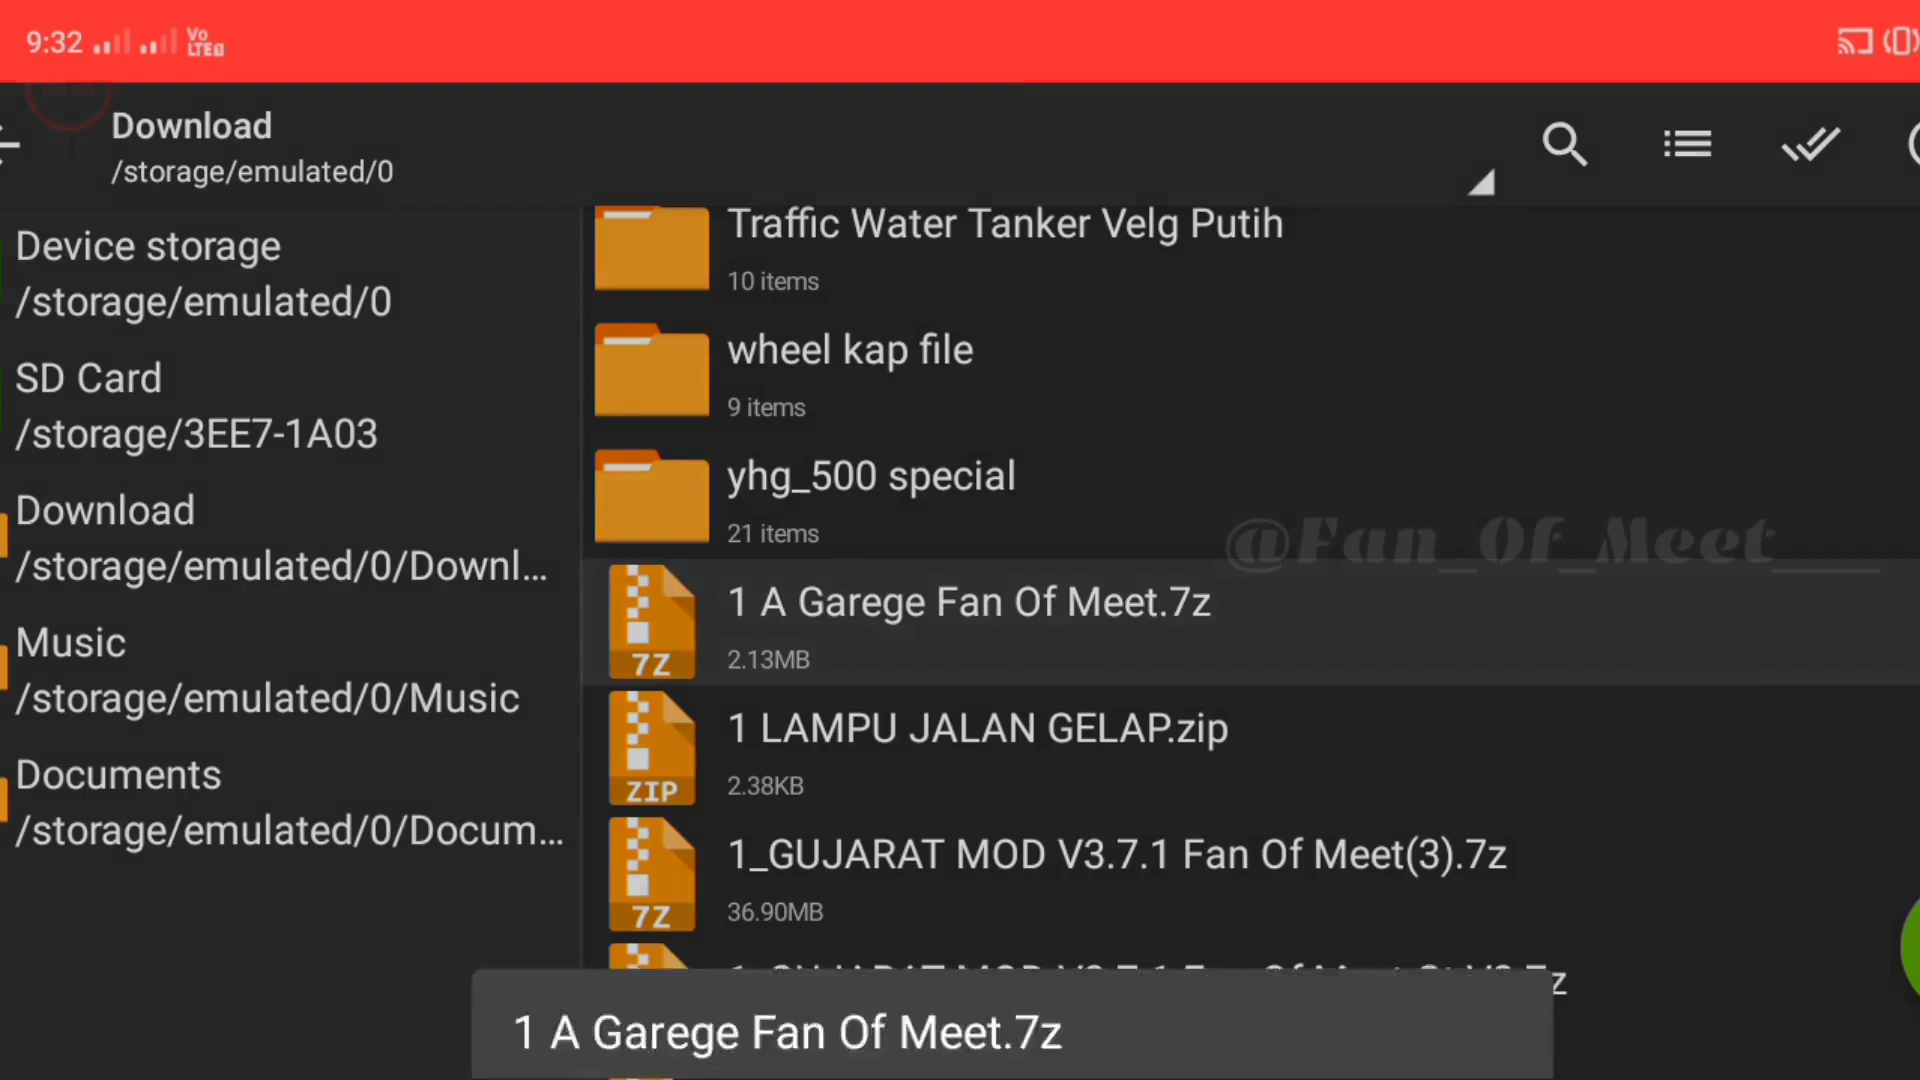 9:32
Vo
LTE
Download
/storage/emulated/0
Device storage
/storage/emulated/0
SD Card
/storage/3EE7-1A03
Download
/storage/emulated/0/Downl...
Music
/storage/emulated/0/Music
Documents
/storage/emulated/0/Docum...
Traffic Water Tanker Velg Putih
10 items
wheel kap file
9 items
yhg_500 special
21 items
@Fan_Of_Meet___
1 A Garege Fan Of Meet.7z
7Z
2.13MB
1 LAMPU JALAN GELAP.zip
ZIP
2.38KB
1_GUJARAT MOD V3.7.1 Fan Of Meet(3).7z
7Z
36.90MB
1 A Garege Fan Of Meet.7z